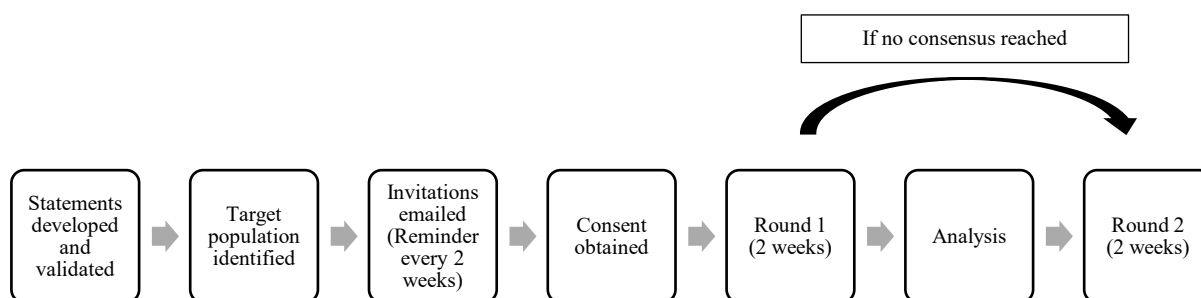 If no consensus reached
Statements
developed
and
validated
Target
population
identified
Invitations
emailed
(Reminder
every 2
weeks)
Consent
obtained
Round 1
(2 weeks)
Analysis
Round 2
(2 weeks)